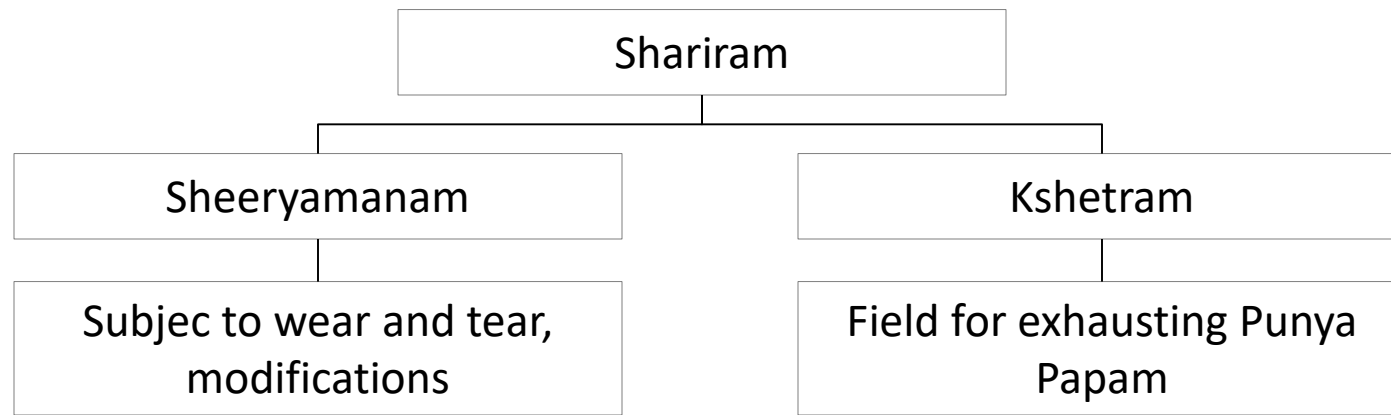 Shariram
Sheeryamanam
Kshetram
Subjec to wear and tear,
modifications
Field for exhausting Punya
Papam